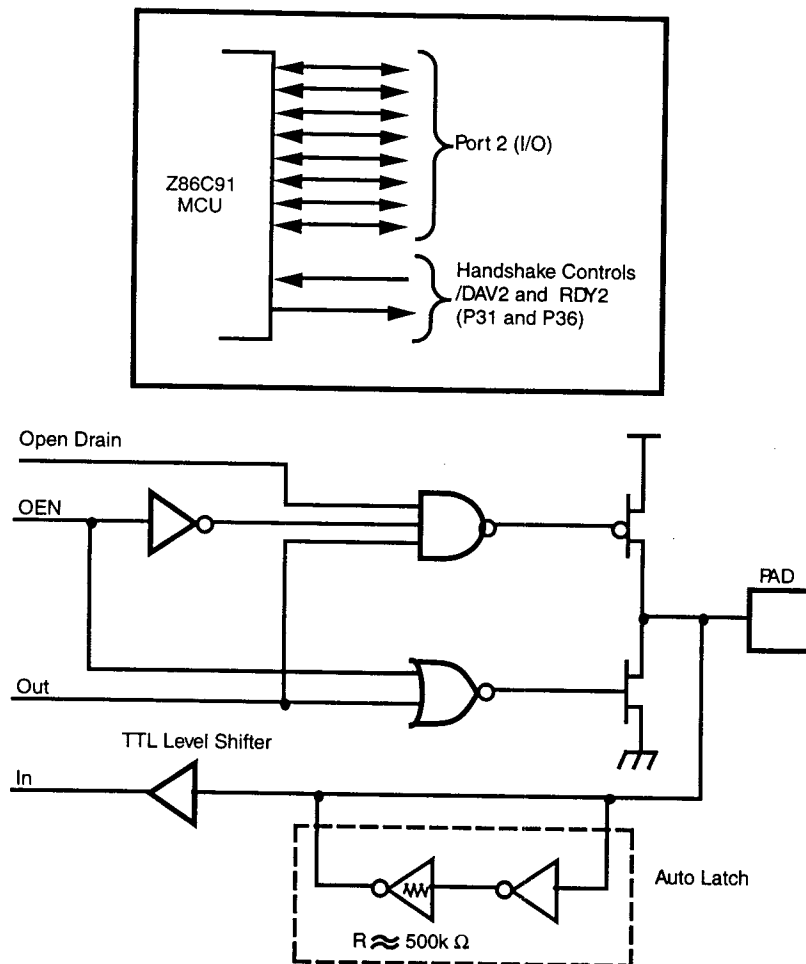 Z86C91
MCU
Port 2 (I/O)
Handshake Controls
/DAV2 and RDY2
(P31 and P36)
Open Drain
OEN
PAD
Out
TTL Level Shifter
In
Auto Latch
R ≈ 500k Ω